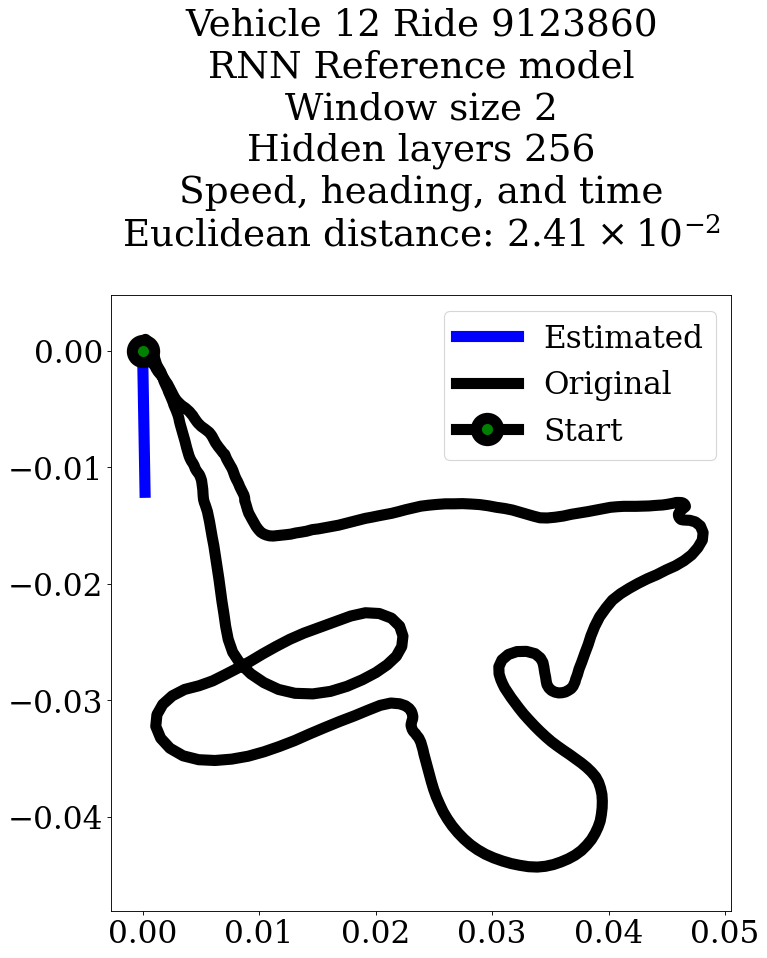 Vehicle 12 Ride 9123860
RNN Reference model
Window size 2
Hidden layers 256
Speed, heading, and time
Euclidean distance: 2.41 × 10⁻²
Estimated
Original
Start
0.00
−0.01
−0.02
−0.03
−0.04
0.00 0.01 0.02 0.03 0.04 0.05